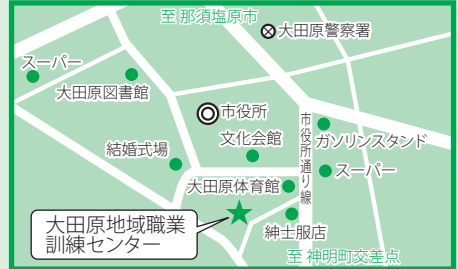 至 那須塩原市
大田原警察署
スーパー
大田原図書館
市役所
文化会館
市役所通り線
ガソリンスタンド
結婚式場
スーパー
大田原体育館
紳士服店
大田原地域職業
訓練センター
至 神明町交差点